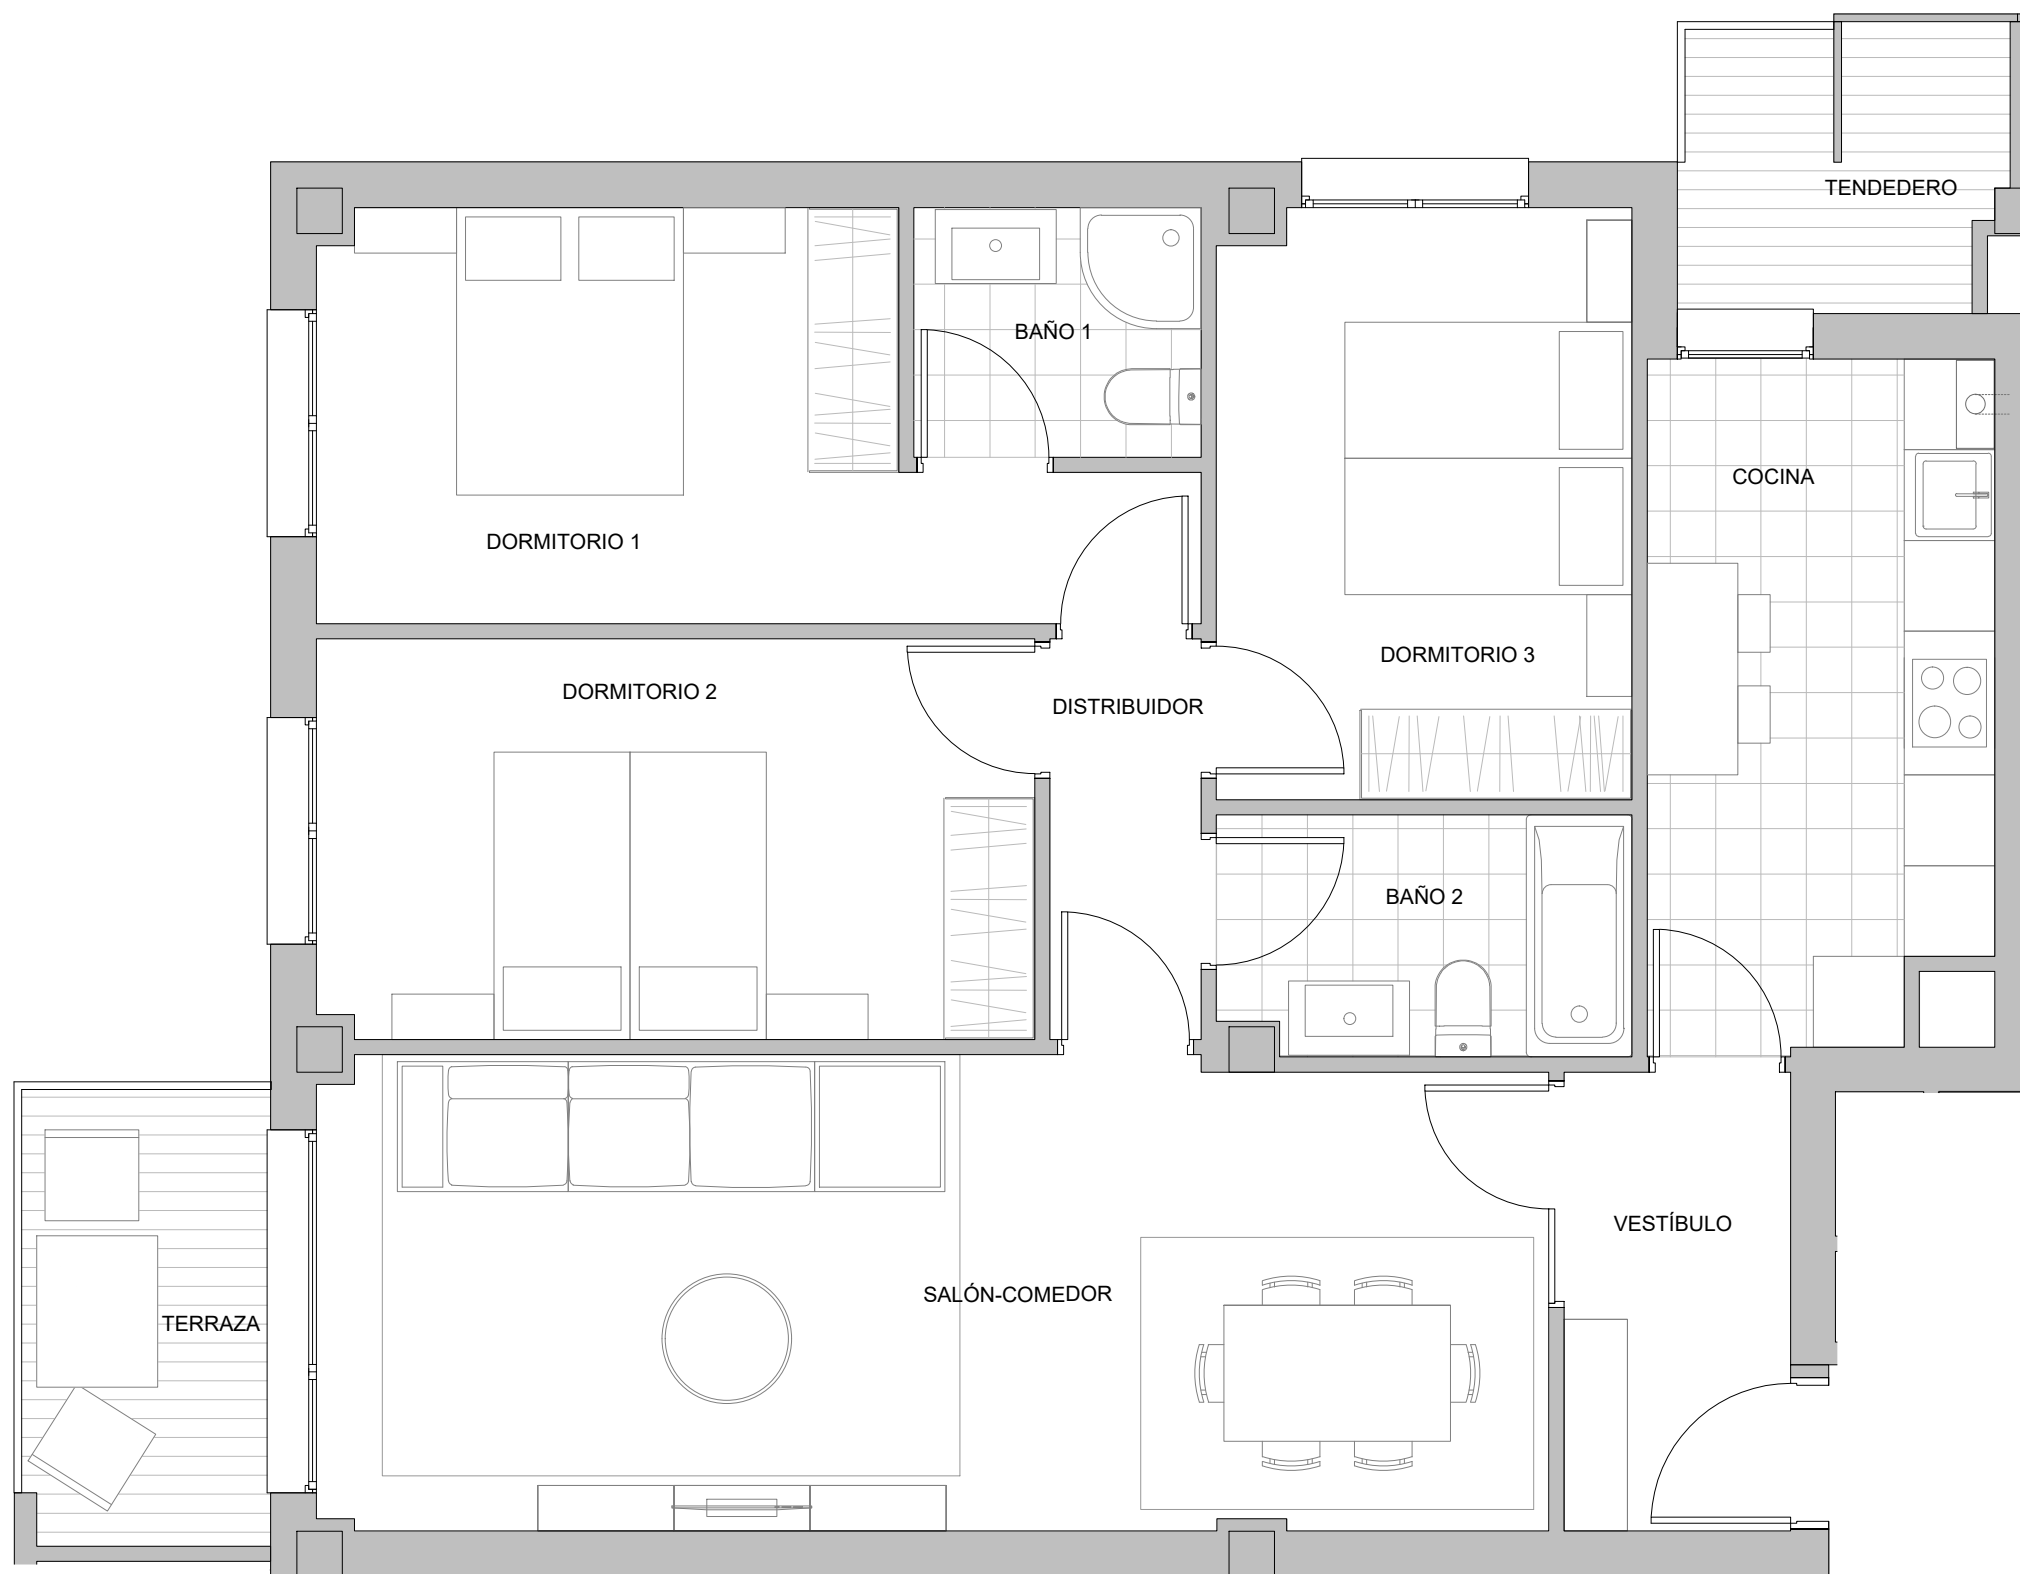 TENDEDERO
BAÑO 1
COCINA
DORMITORIO 1
DORMITORIO 3
DORMITORIO 2
DISTRIBUIDOR
BAÑO 2
VESTÍBULO
SALÓN-COMEDOR
TERRAZA